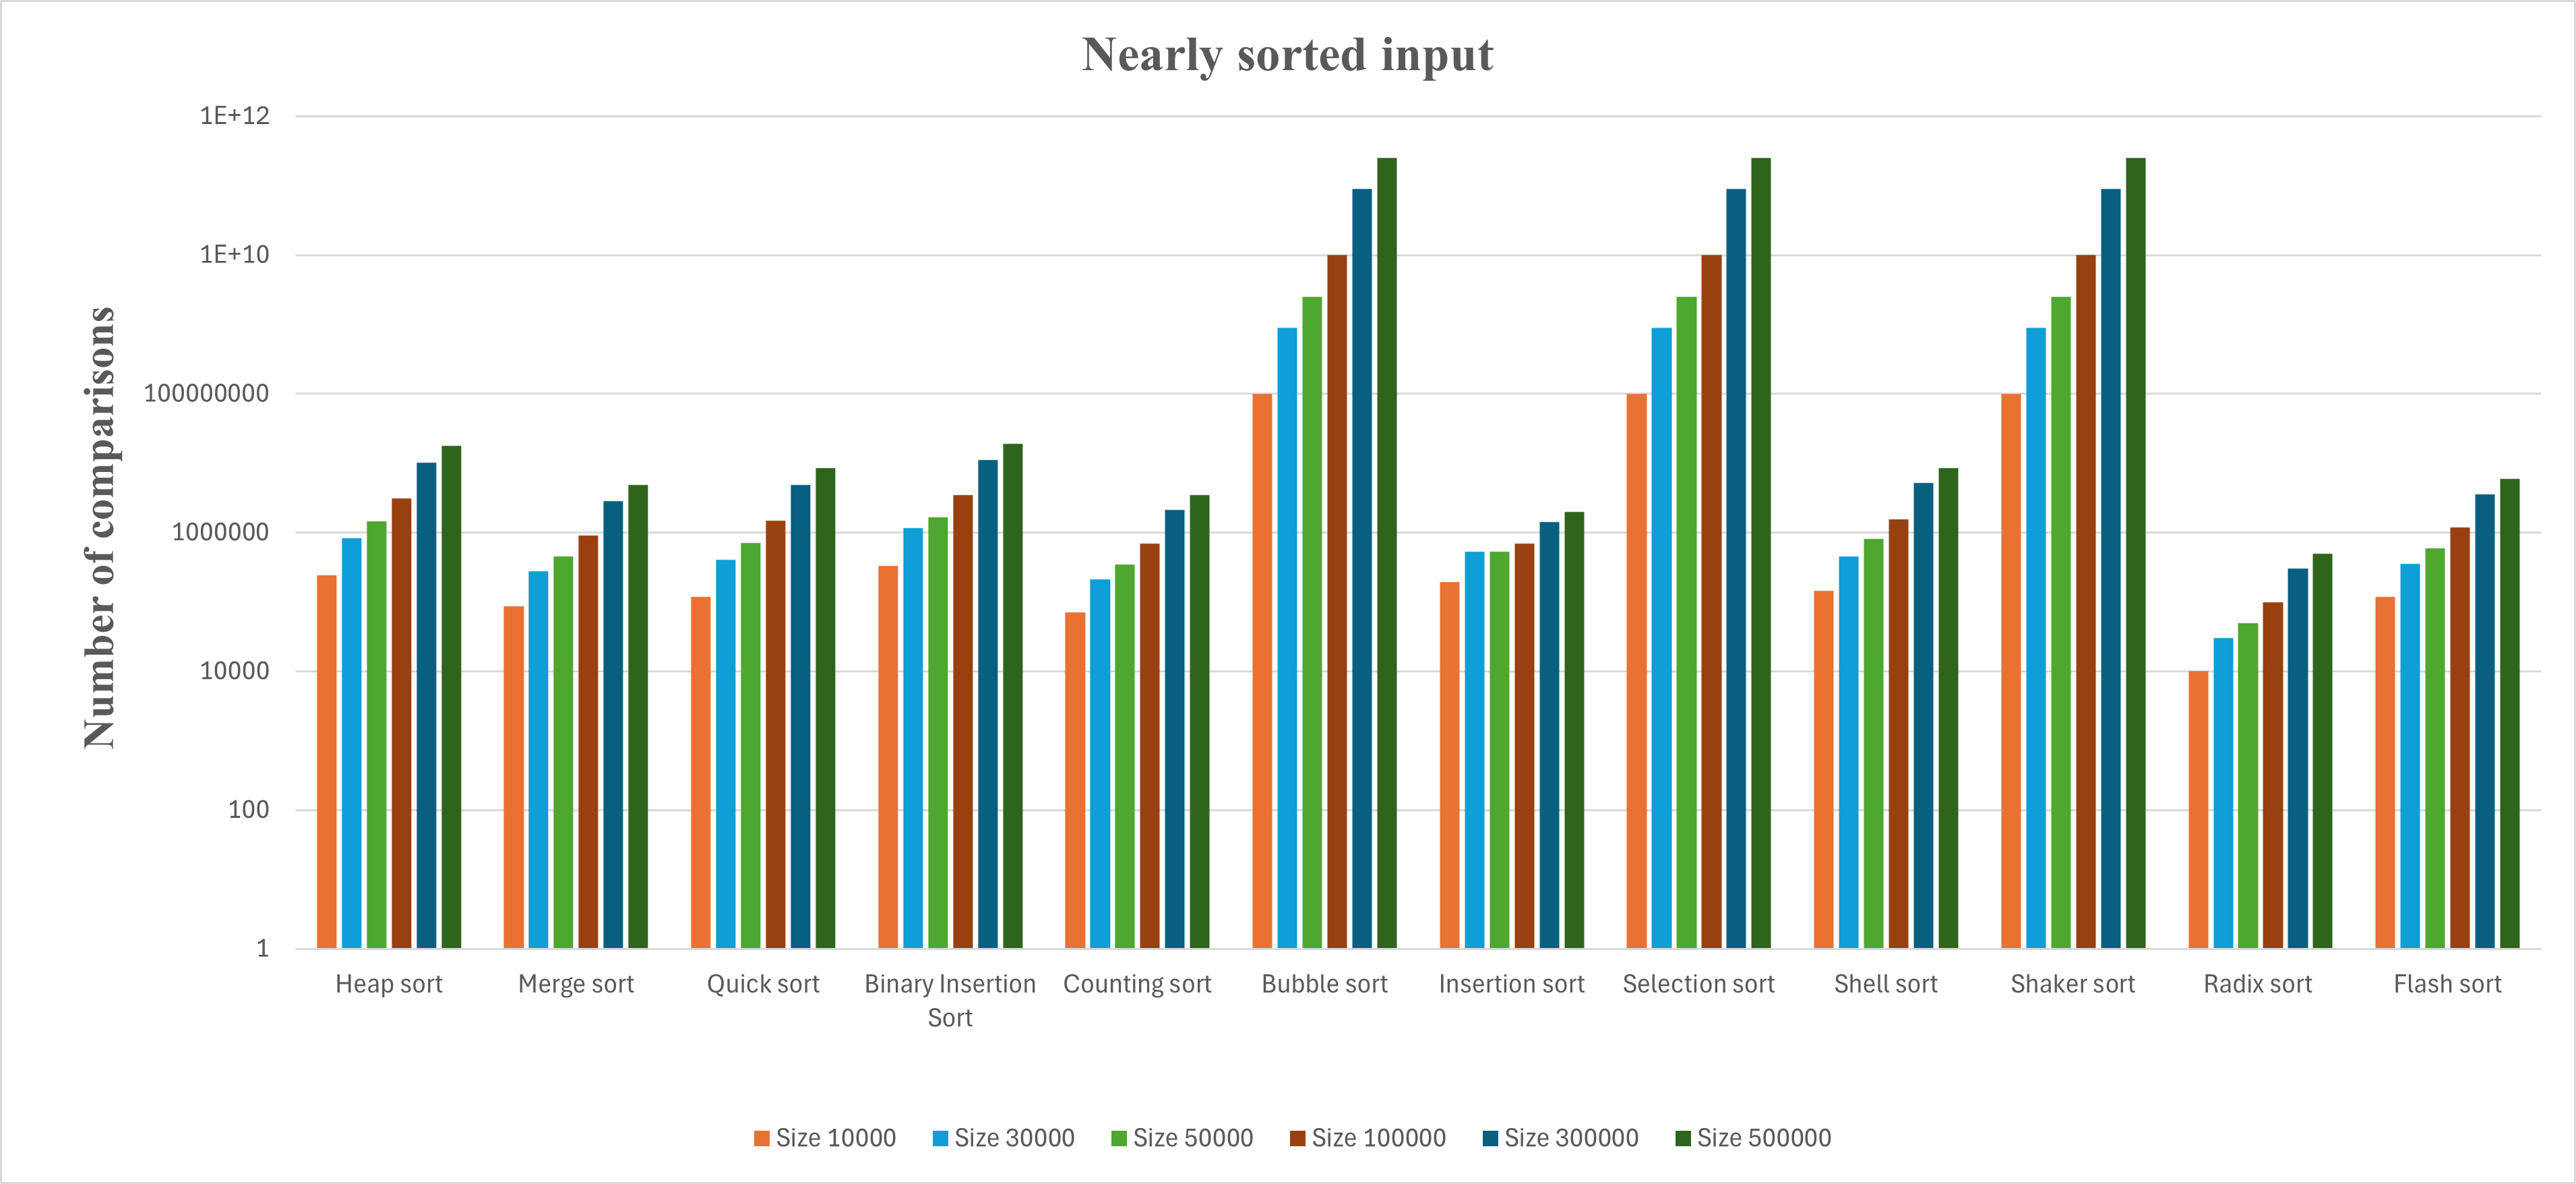 Nearly sorted input
Number of comparisons
1E+12
1E+10
100000000
1000000
10000
100
1
Heap sort
Merge sort
Quick sort
Binary Insertion
Sort
Counting sort
Bubble sort
Insertion sort
Selection sort
Shell sort
Shaker sort
Radix sort
Flash sort
Size 10000
Size 30000
Size 50000
Size 100000
Size 300000
Size 500000